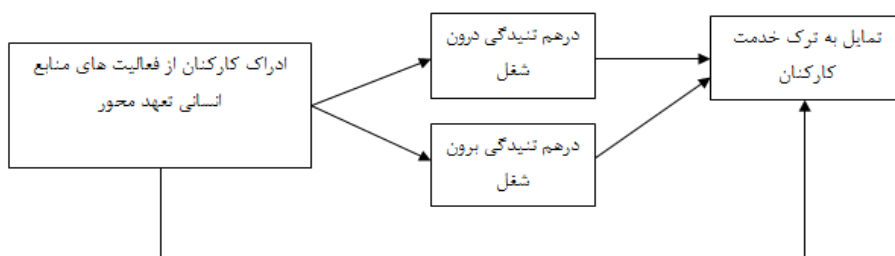 ادراک کارکنان از فعالیت های منابع
انسانی تعهد محور
درهم تنیدگی درون
شغل
درهم تنیدگی برون
شغل
تمایل به ترک خدمت
کارکنان